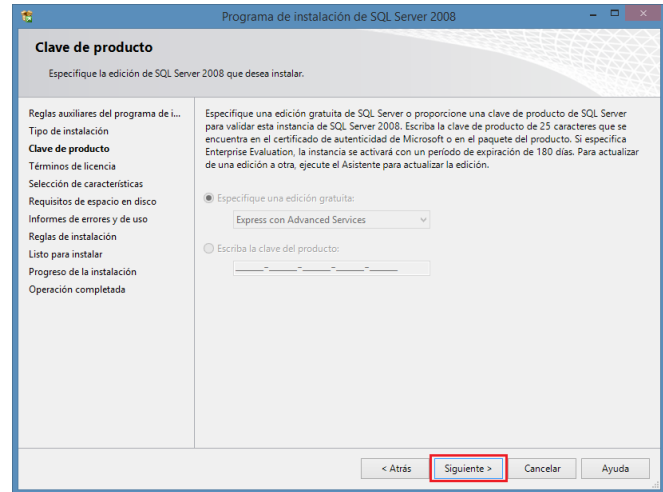 Programa de instalación de SQL Server 2008
Clave de producto
Especifique la edición de SQL Server 2008 que desea instalar.
Reglas auxiliares del programa de i...
Tipo de instalación
Clave de producto
Términos de licencia
Selección de características
Requisitos de espacio en disco
Informes de errores y de uso
Reglas de instalación
Listo para instalar
Progreso de la instalación
Operación completada
Especifique una edición gratuita de SQL Server o proporcione una clave de producto de SQL Server
para validar esta instancia de SQL Server 2008. Escriba la clave de producto de 25 caracteres que se
encuentra en el certificado de autenticidad de Microsoft o en el paquete del producto. Si especifica
Enterprise Evaluation, la instancia se activará con un período de expiración de 180 días. Para actualizar
de una edición a otra, ejecute el Asistente para actualizar la edición.
Especifique una edición gratuita:
Express con Advanced Services
Escriba la clave del producto:
_____-_____-_____-_____-_____
< Atrás
Siguiente >
Cancelar
Ayuda